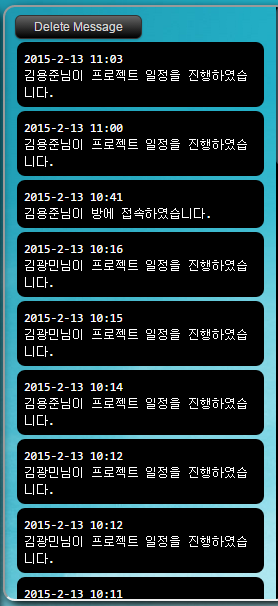 Delete Message
2015-2-13 11:03
김용준님이 프로젝트 일정을 진행하였습
니다.
2015-2-13 11:00
김용준님이 프로젝트 일정을 진행하였습
니다.
2015-2-13 10:41
김용준님이 방에 접속하였습니다.
2015-2-13 10:16
김광민님이 프로젝트 일정을 진행하였습
니다.
2015-2-13 10:15
김광민님이 프로젝트 일정을 진행하였습
니다.
2015-2-13 10:14
김용준님이 프로젝트 일정을 진행하였습
니다.
2015-2-13 10:12
김광민님이 프로젝트 일정을 진행하였습
니다.
2015-2-13 10:12
김광민님이 프로젝트 일정을 진행하였습
니다.
2015-2-13 10:11